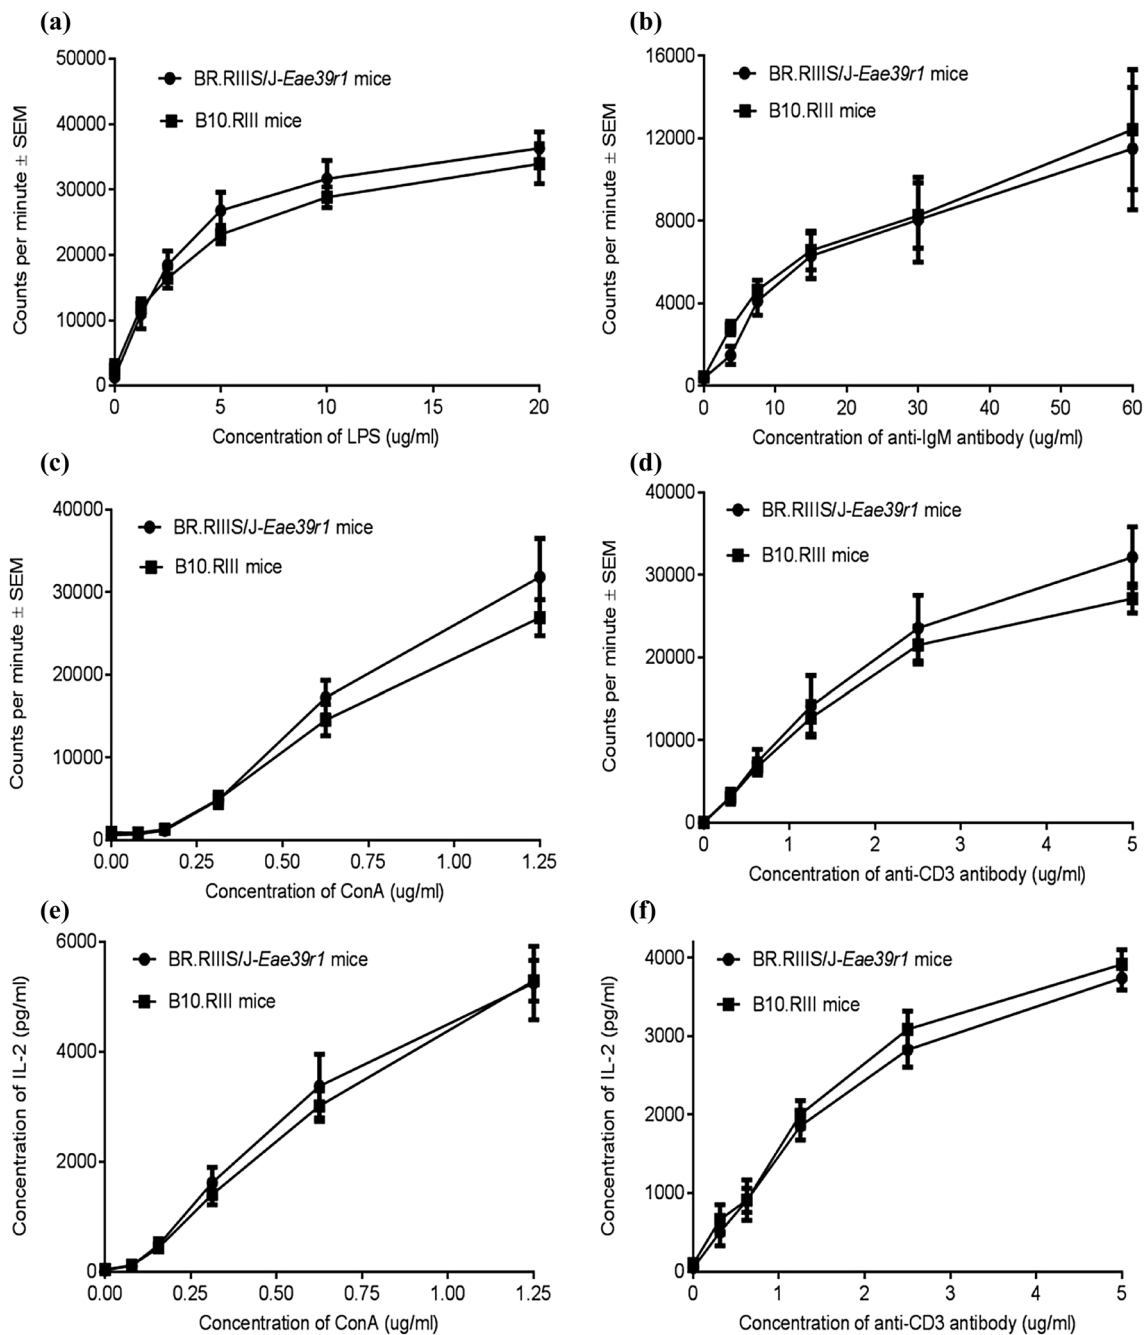 (a)
50000
40000
30000
20000
10000
0
Counts per minute ± SEM
BR.RIIIS/J-Eae39r1 mice
B10.RIII mice
0 5 10 15 20
Concentration of LPS (ug/ml)
(b)
16000
12000
8000
4000
0
Counts per minute ± SEM
BR.RIIIS/J-Eae39r1 mice
B10.RIII mice
0 10 20 30 40 50 60
Concentration of anti-IgM antibody (ug/ml)
(c)
40000
30000
20000
10000
0
Counts per minute ± SEM
BR.RIIIS/J-Eae39r1 mice
B10.RIII mice
0.00 0.25 0.50 0.75 1.00 1.25
Concentration of ConA (ug/ml)
(d)
40000
30000
20000
10000
0
Counts per minute ± SEM
BR.RIIIS/J-Eae39r1 mice
B10.RIII mice
0 1 2 3 4 5
Concentration of anti-CD3 antibody (ug/ml)
(e)
6000
4000
2000
0
Concentration of IL-2 (pg/ml)
BR.RIIIS/J-Eae39r1 mice
B10.RIII mice
0.00 0.25 0.50 0.75 1.00 1.25
Concentration of ConA (ug/ml)
(f)
4000
3000
2000
1000
0
Concentration of IL-2 (pg/ml)
BR.RIIIS/J-Eae39r1 mice
B10.RIII mice
0 1 2 3 4 5
Concentration of anti-CD3 antibody (ug/ml)